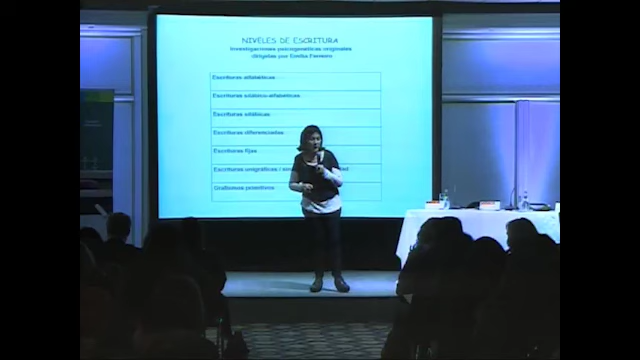 NIVELES DE ESCRITURA
Investigaciones psicogenéticas originales
dirigidas por Emilia Ferreiro
Escrituras alfabéticas
Escrituras silábico-alfabéticas
Escrituras silábicas
Escrituras diferenciadas
Escrituras fijas
Escrituras unigráficas /
Grafismos primitivos